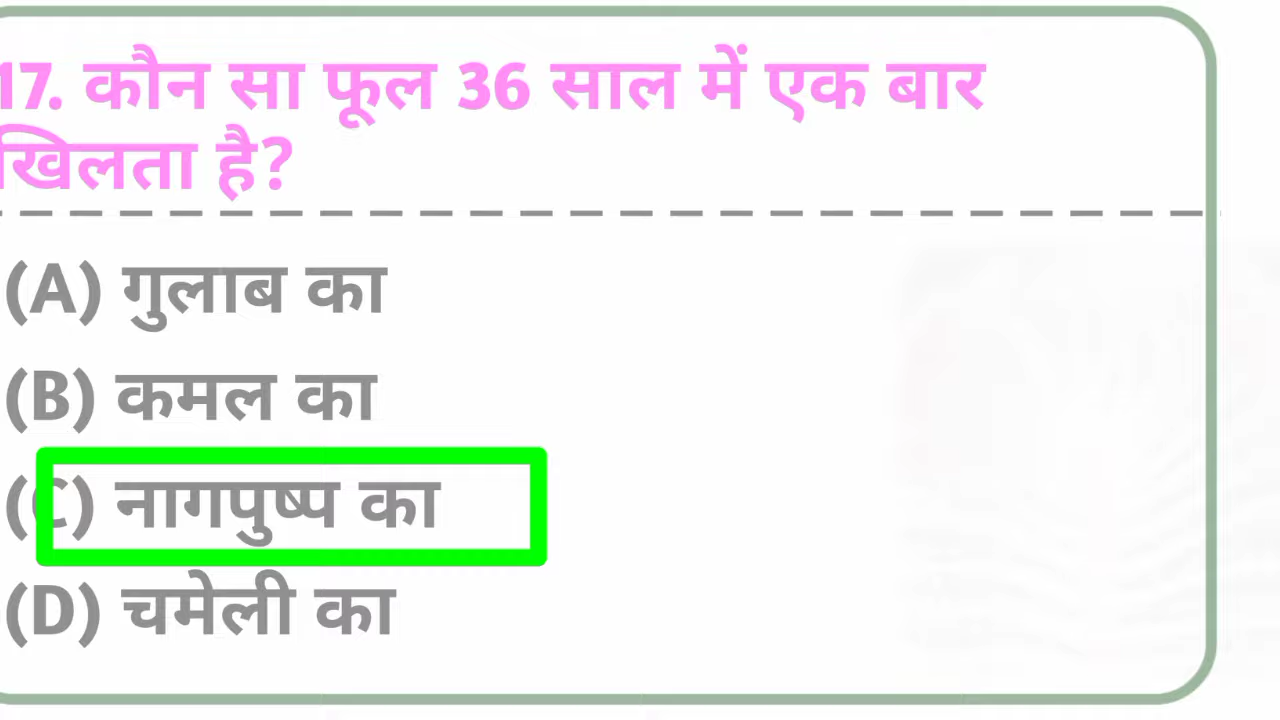 17. कौन सा फूल 36 साल में एक बार
खिलता है?
(A) गुलाब का
(B) कमल का
(C) नागपुष्प का
(D) चमेली का